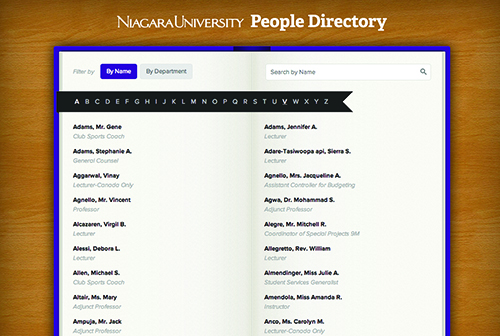 NIAGARA UNIVERSITY People Directory
Filter by By Name By Department Search by Name
A B C D E F G H I J K L M N O P Q R S T U V W X Y Z
Adams, Mr. Gene
Club Sports Coach
Adams, Stephanie A.
General Counsel
Aggarwal, Vinay
Lecturer-Canada Only
Agnello, Mr. Vincent
Professor
Alcazaren, Virgil B.
Lecturer
Alessi, Debora L.
Lecturer
Allen, Michael S.
Club Sports Coach
Altair, Ms. Mary
Adjunct Professor
Ampuja, Mr. Jack
Adjunct Professor
Adams, Jennifer A.
Lecturer
Adare-Tasiwoopa api, Sierra S.
Lecturer
Agnello, Mrs. Jacqueline A.
Assistant Controller for Budgeting
Agwa, Dr. Mohammad S.
Adjunct Professor
Alegre, Mr. Mitchell R.
Coordinator of Special Projects SM
Allegretto, Rev. William
Lecturer
Almendinger, Miss Julie A.
Student Services Generalist
Amendola, Miss Amanda R.
Instructor
Anco, Ms. Carolyn M.
Lecturer-Canada Only